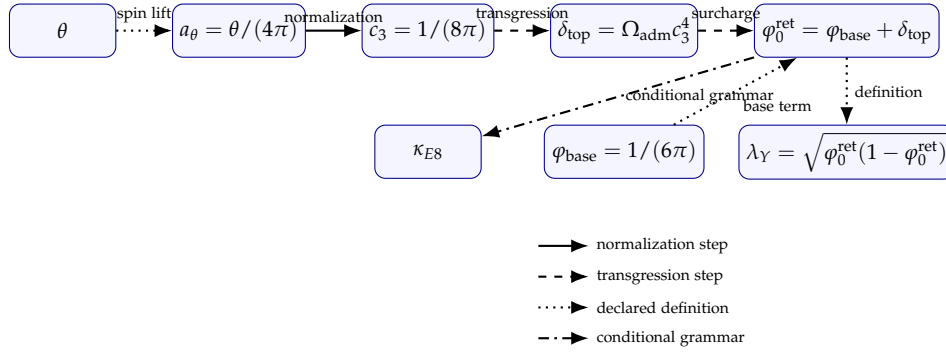 spin lift
normalization
transgression
surcharge
θ
a_θ = θ/(4π)
c_3 = 1/(8π)
δ_top = Ω_adm c_3^4
φ_0^ret = φ_base + δ_top
conditional grammar
base term
definition
κ_E8
φ_base = 1/(6π)
λ_Y = √(φ_0^ret(1 − φ_0^ret))
normalization step
transgression step
declared definition
conditional grammar